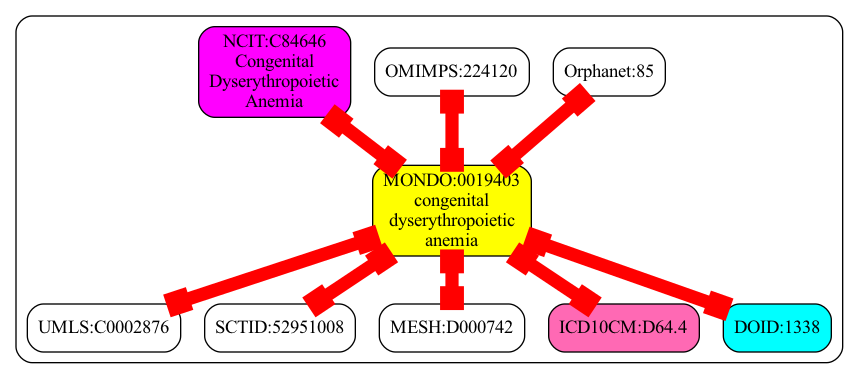 NCIT:C84646
Congenital
Dyserythropoietic
Anemia
OMIMPS:224120
Orphanet:85
MONDO:0019403
congenital
dyserythropoietic
anemia
UMLS:C0002876
SCTID:52951008
MESH:D000742
ICD10CM:D64.4
DOID:1338